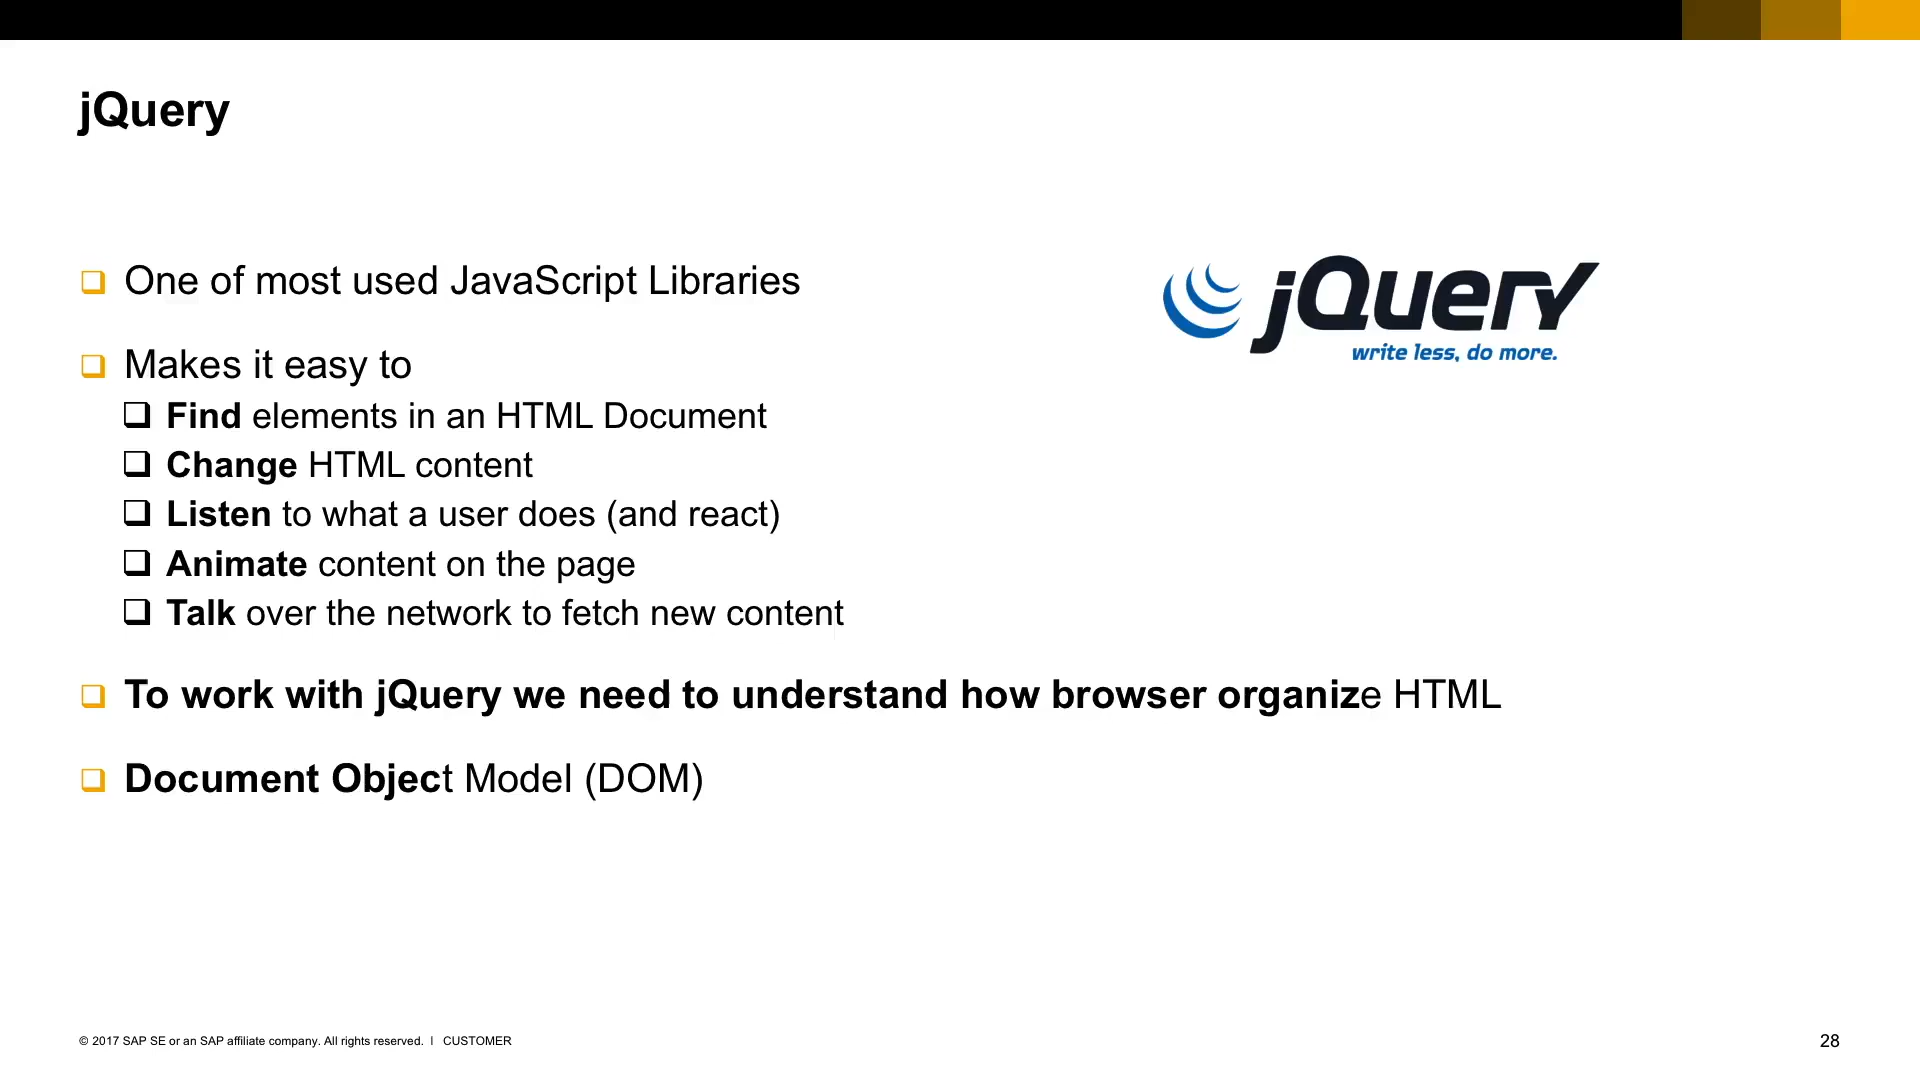 jQuery
One of most used JavaScript Libraries
jQuery
write less, do more.
Makes it easy to
Find elements in an HTML Document
Change HTML content
Listen to what a user does (and react)
Animate content on the page
Talk over the network to fetch new content
To work with jQuery we need to understand how browser organize HTML
Document Object Model (DOM)
© 2017 SAP SE or an SAP affiliate company. All rights reserved. | CUSTOMER
28